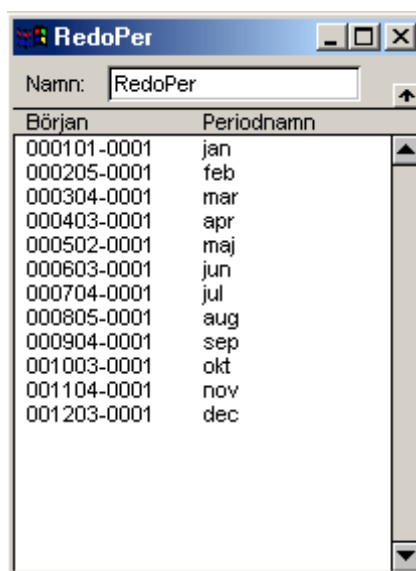 RedoPer
Namn: RedoPer
Början Periodnamn
000101-0001 jan
000205-0001 feb
000304-0001 mar
000403-0001 apr
000502-0001 maj
000603-0001 jun
000704-0001 jul
000805-0001 aug
000904-0001 sep
001003-0001 okt
001104-0001 nov
001203-0001 dec